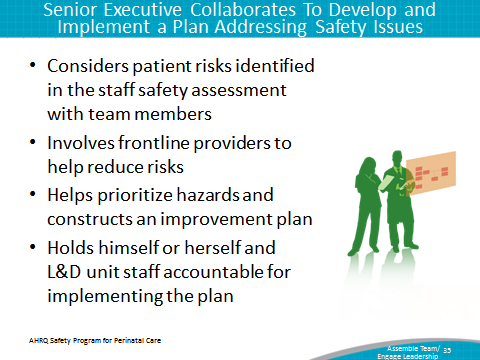 Senior Executive Collaborates To Develop and
Implement a Plan Addressing Safety Issues
• Considers patient risks identified
in the staff safety assessment
with team members
• Involves frontline providers to
help reduce risks
• Helps prioritize hazards and
constructs an improvement plan
• Holds himself or herself and
L&D unit staff accountable for
implementing the plan
AHRQ Safety Program for Perinatal Care
Assemble Team/ 35
Engage Leadership